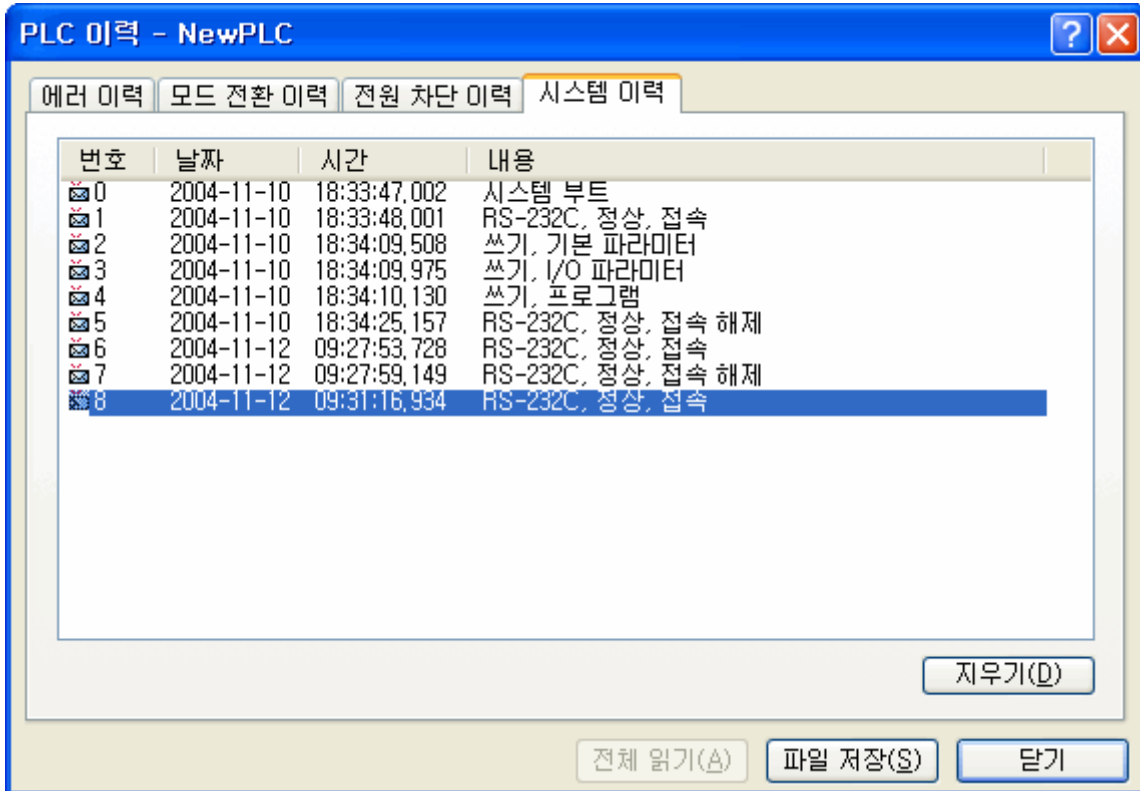 PLC 이력 - NewPLC
에러 이력 모드 전환 이력 전원 차단 이력 시스템 이력
번호 날짜 시간 내용
0 2004-11-10 18:33:47,002 시스템 부트
1 2004-11-10 18:33:48,001 RS-232C, 정상, 접속
2 2004-11-10 18:34:09,508 쓰기, 기본 파라미터
3 2004-11-10 18:34:09,975 쓰기, I/O 파라미터
4 2004-11-10 18:34:10,130 쓰기, 프로그램
5 2004-11-10 18:34:25,157 RS-232C, 정상, 접속 해제
6 2004-11-12 09:27:53,728 RS-232C, 정상, 접속
7 2004-11-12 09:27:59,149 RS-232C, 정상, 접속 해제
8 2004-11-12 09:31:16,934 RS-232C, 정상, 접속
지우기(D)
전체 읽기(A) 파일 저장(S) 닫기